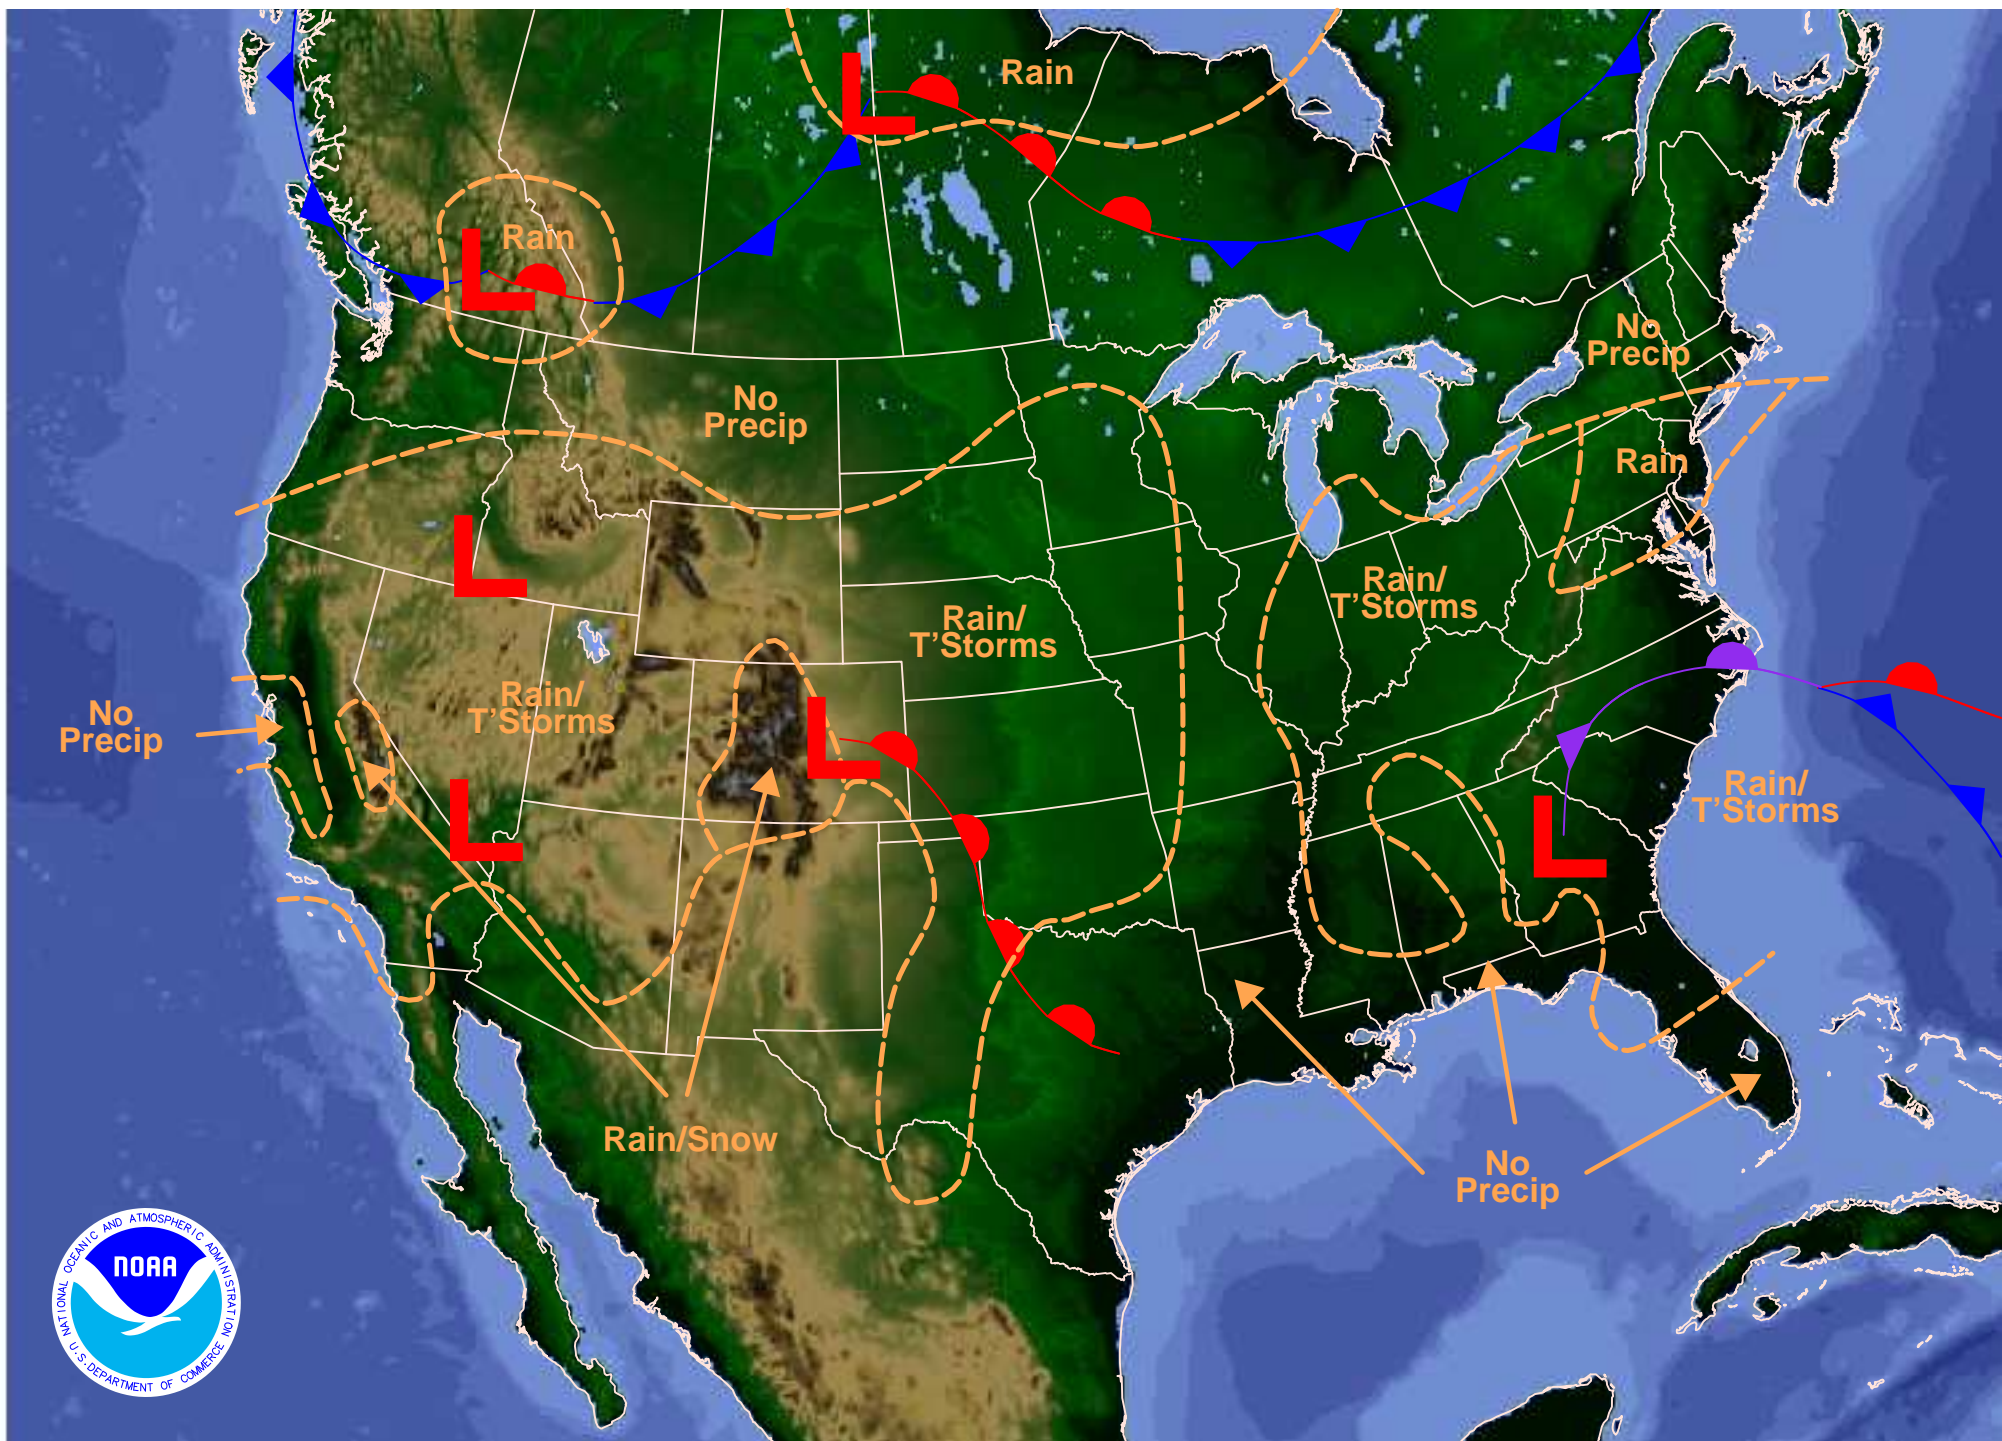 Rain
L
Rain
L
No
Precip
No
Precip
Rain
L
Rain/
T'Storms
Rain/
T'Storms
Rain/
T'Storms
No
Precip
L
L
L
Rain/
T'Storms
Rain/Snow
No
Precip
NATIONAL OCEANIC AND ATMOSPHERIC ADMINISTRATION
NOAA
U.S. DEPARTMENT OF COMMERCE